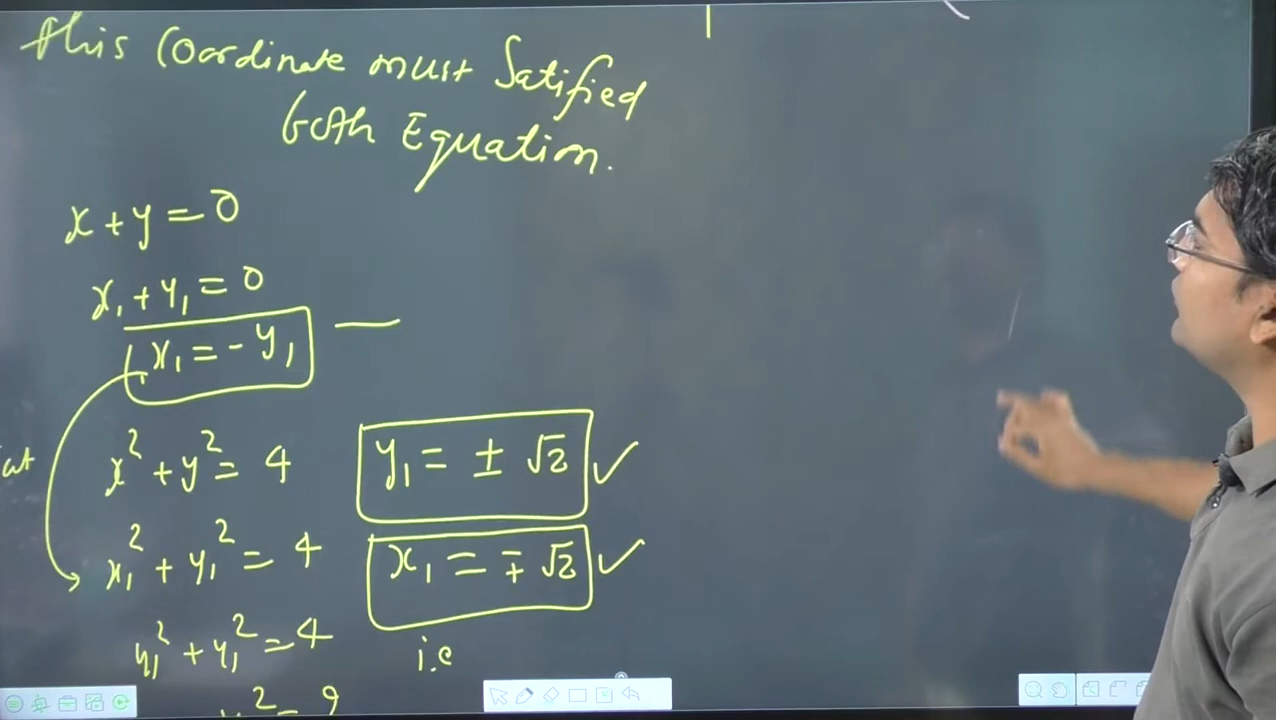 this Coordinate must Satified
both Equation.
x + y = 0
x₁ + y₁ = 0
x₁ = - y₁
x² + y² = 4
x₁² + y₁² = 4
y₁² + y₁² = 4
y₁ = ± √2 ✓
x₁ = ∓ √2 ✓
i.e